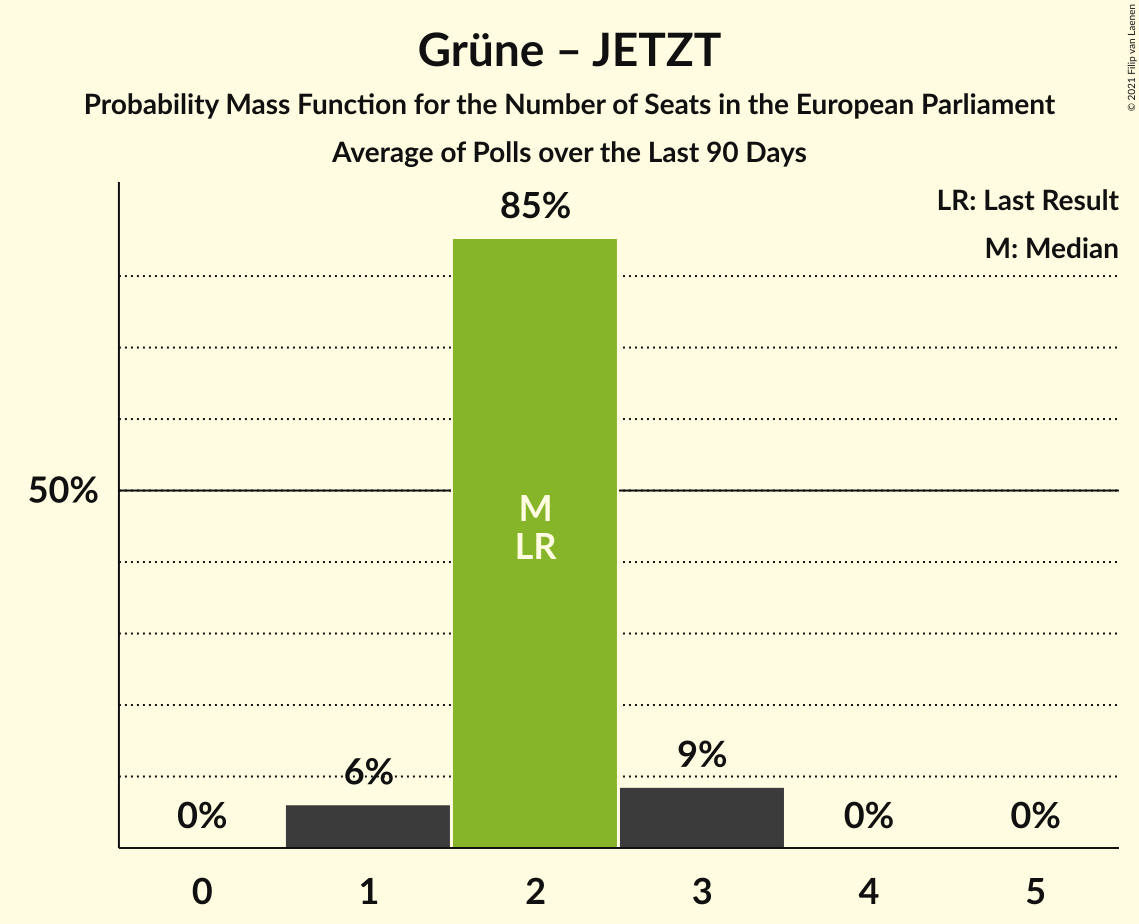 Grüne – JETZT
Probability Mass Function for the Number of Seats in the European Parliament
Average of Polls over the Last 90 Days
© 2021 Filip van Laenen
LR: Last Result
M: Median
85%
50%
M
LR
6%
9%
0%
0%
0%
0 1 2 3 4 5